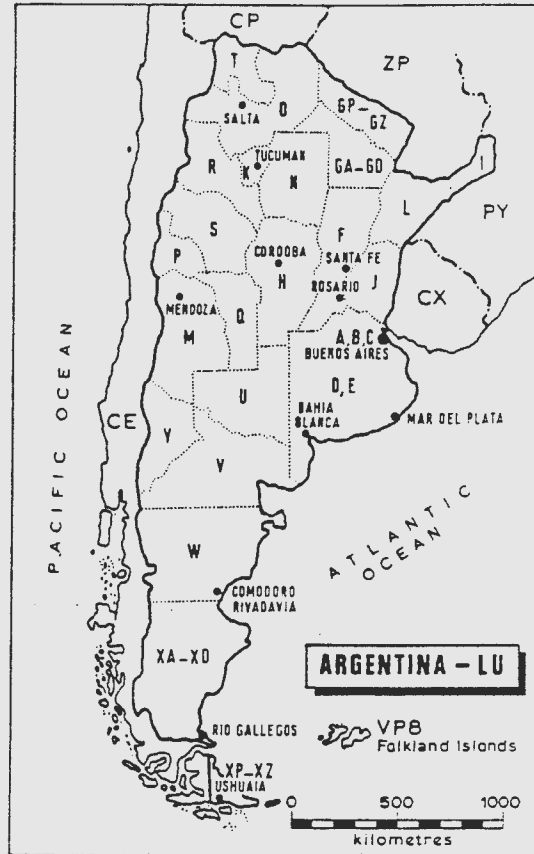 CP
ZP
T
O
GP-
GZ
SALTA
TUCUMAN
R
K
N
GA-GD
I
L
PY
S
F
P
CORDOBA
SANTA FE
H
ROSARIO
J
CX
MENDOZA
Q
M
A,B,C
BUENOS AIRES
D,E
U
BAHIA
BLANCA
MAR DEL PLATA
CE
Y
V
PACIFIC OCEAN
ATLANTIC
OCEAN
W
COMODORO
RIVADAVIA
XA-XO
ARGENTINA - LU
RIO GALLEGOS
VP8
Falkland Islands
XP-XZ
USHUAIA
0 500 1000
kilometres